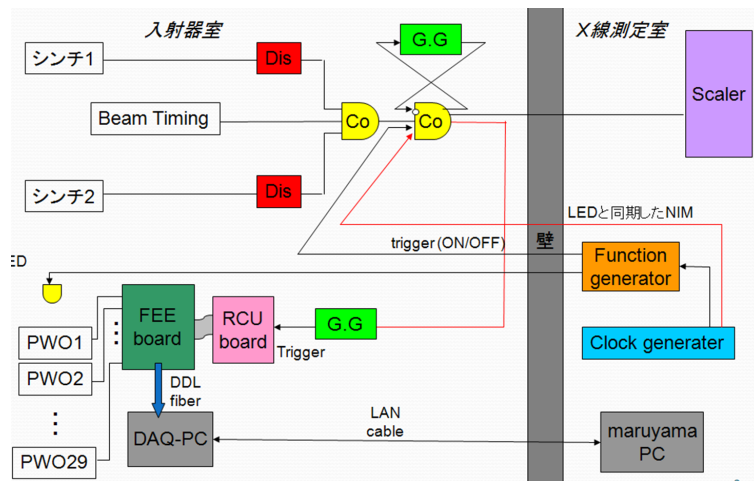 入射器室
X線測定室
G.G
シンチ1
Dis
Scaler
Beam Timing
Co
Co
シンチ2
Dis
LEDと同期したNIM
trigger (ON/OFF)
壁
ED
Function
generator
FEE
board
RCU
board
G.G
Trigger
Clock generater
PWO1
PWO2
DDL
fiber
LAN
cable
DAQ-PC
maruyama
PC
PWO29